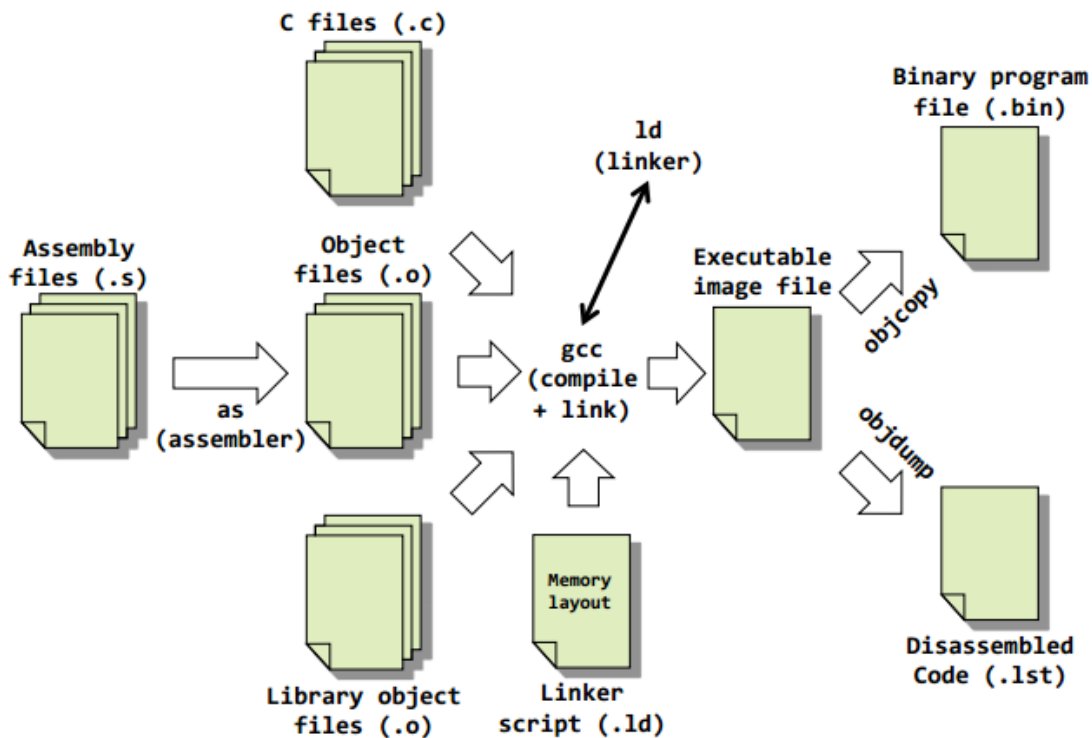 C files (.c)
Binary program
file (.bin)
ld
(linker)
Assembly
files (.s)
Object
files (.o)
Executable
image file
objcopy
gcc
(compile
+ link)
as
(assembler)
objdump
Memory
layout
Library object
files (.o)
Linker
script (.ld)
Disassembled
Code (.lst)